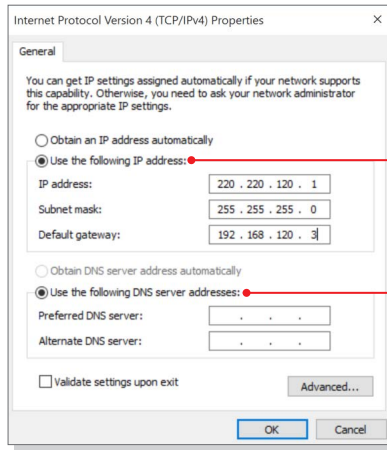 Internet Protocol Version 4 (TCP/IPv4) Properties
General
You can get IP settings assigned automatically if your network supports
this capability. Otherwise, you need to ask your network administrator
for the appropriate IP settings.
Obtain an IP address automatically
Use the following IP address:
IP address: 220 . 220 . 120 . 1
Subnet mask: 255 . 255 . 255 . 0
Default gateway: 192 . 168 . 120 . 3
Obtain DNS server address automatically
Use the following DNS server addresses:
Preferred DNS server: . . .
Alternate DNS server: . . .
Validate settings upon exit
Advanced...
OK Cancel